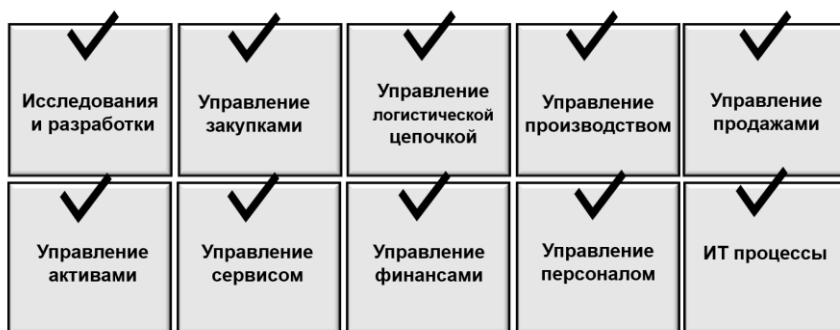 Исследования
и разработки
Управление
закупками
Управление
логистической
цепочкой
Управление
производством
Управление
продажами
Управление
активами
Управление
сервисом
Управление
финансами
Управление
персоналом
ИТ процессы